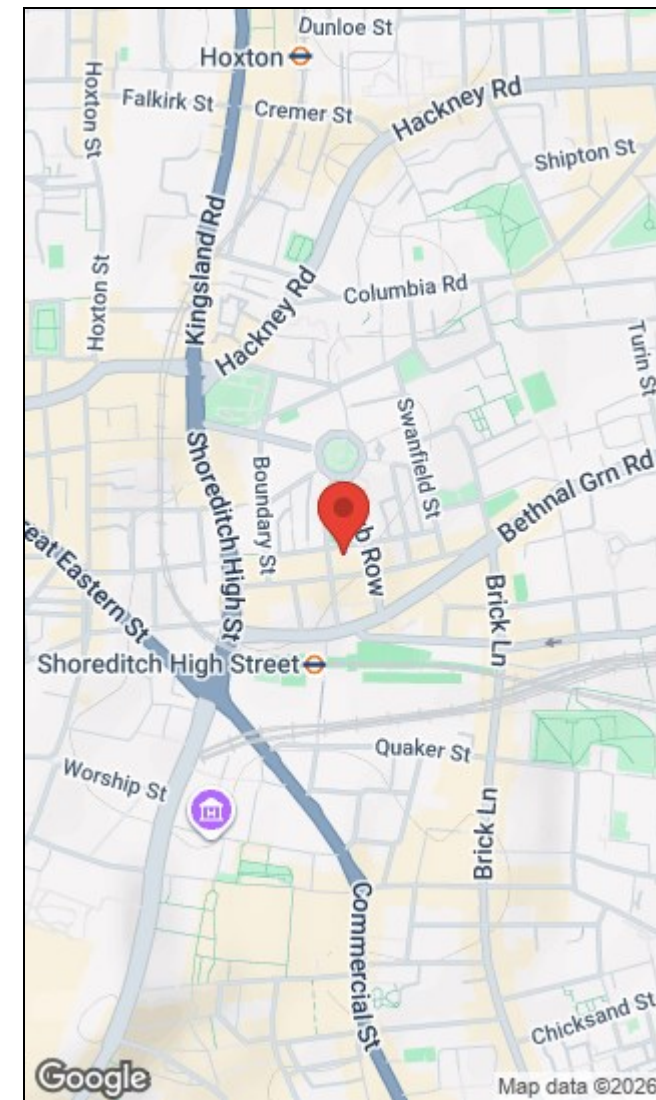 Dunloe St
Hoxton
Hoxton St
Falkirk St
Cremer St
Hackney Rd
Shipton St
Kingsland Rd
Columbia Rd
Hoxton St
Hackney Rd
Turin St
Swanfield St
Shoreditch High St
Boundary St
Bethnal Grn Rd
b Row
reat Eastern St
Brick Ln
Shoreditch High Street
Quaker St
Worship St
Brick Ln
Commercial St
Chicksand St
Google
Map data ©2026